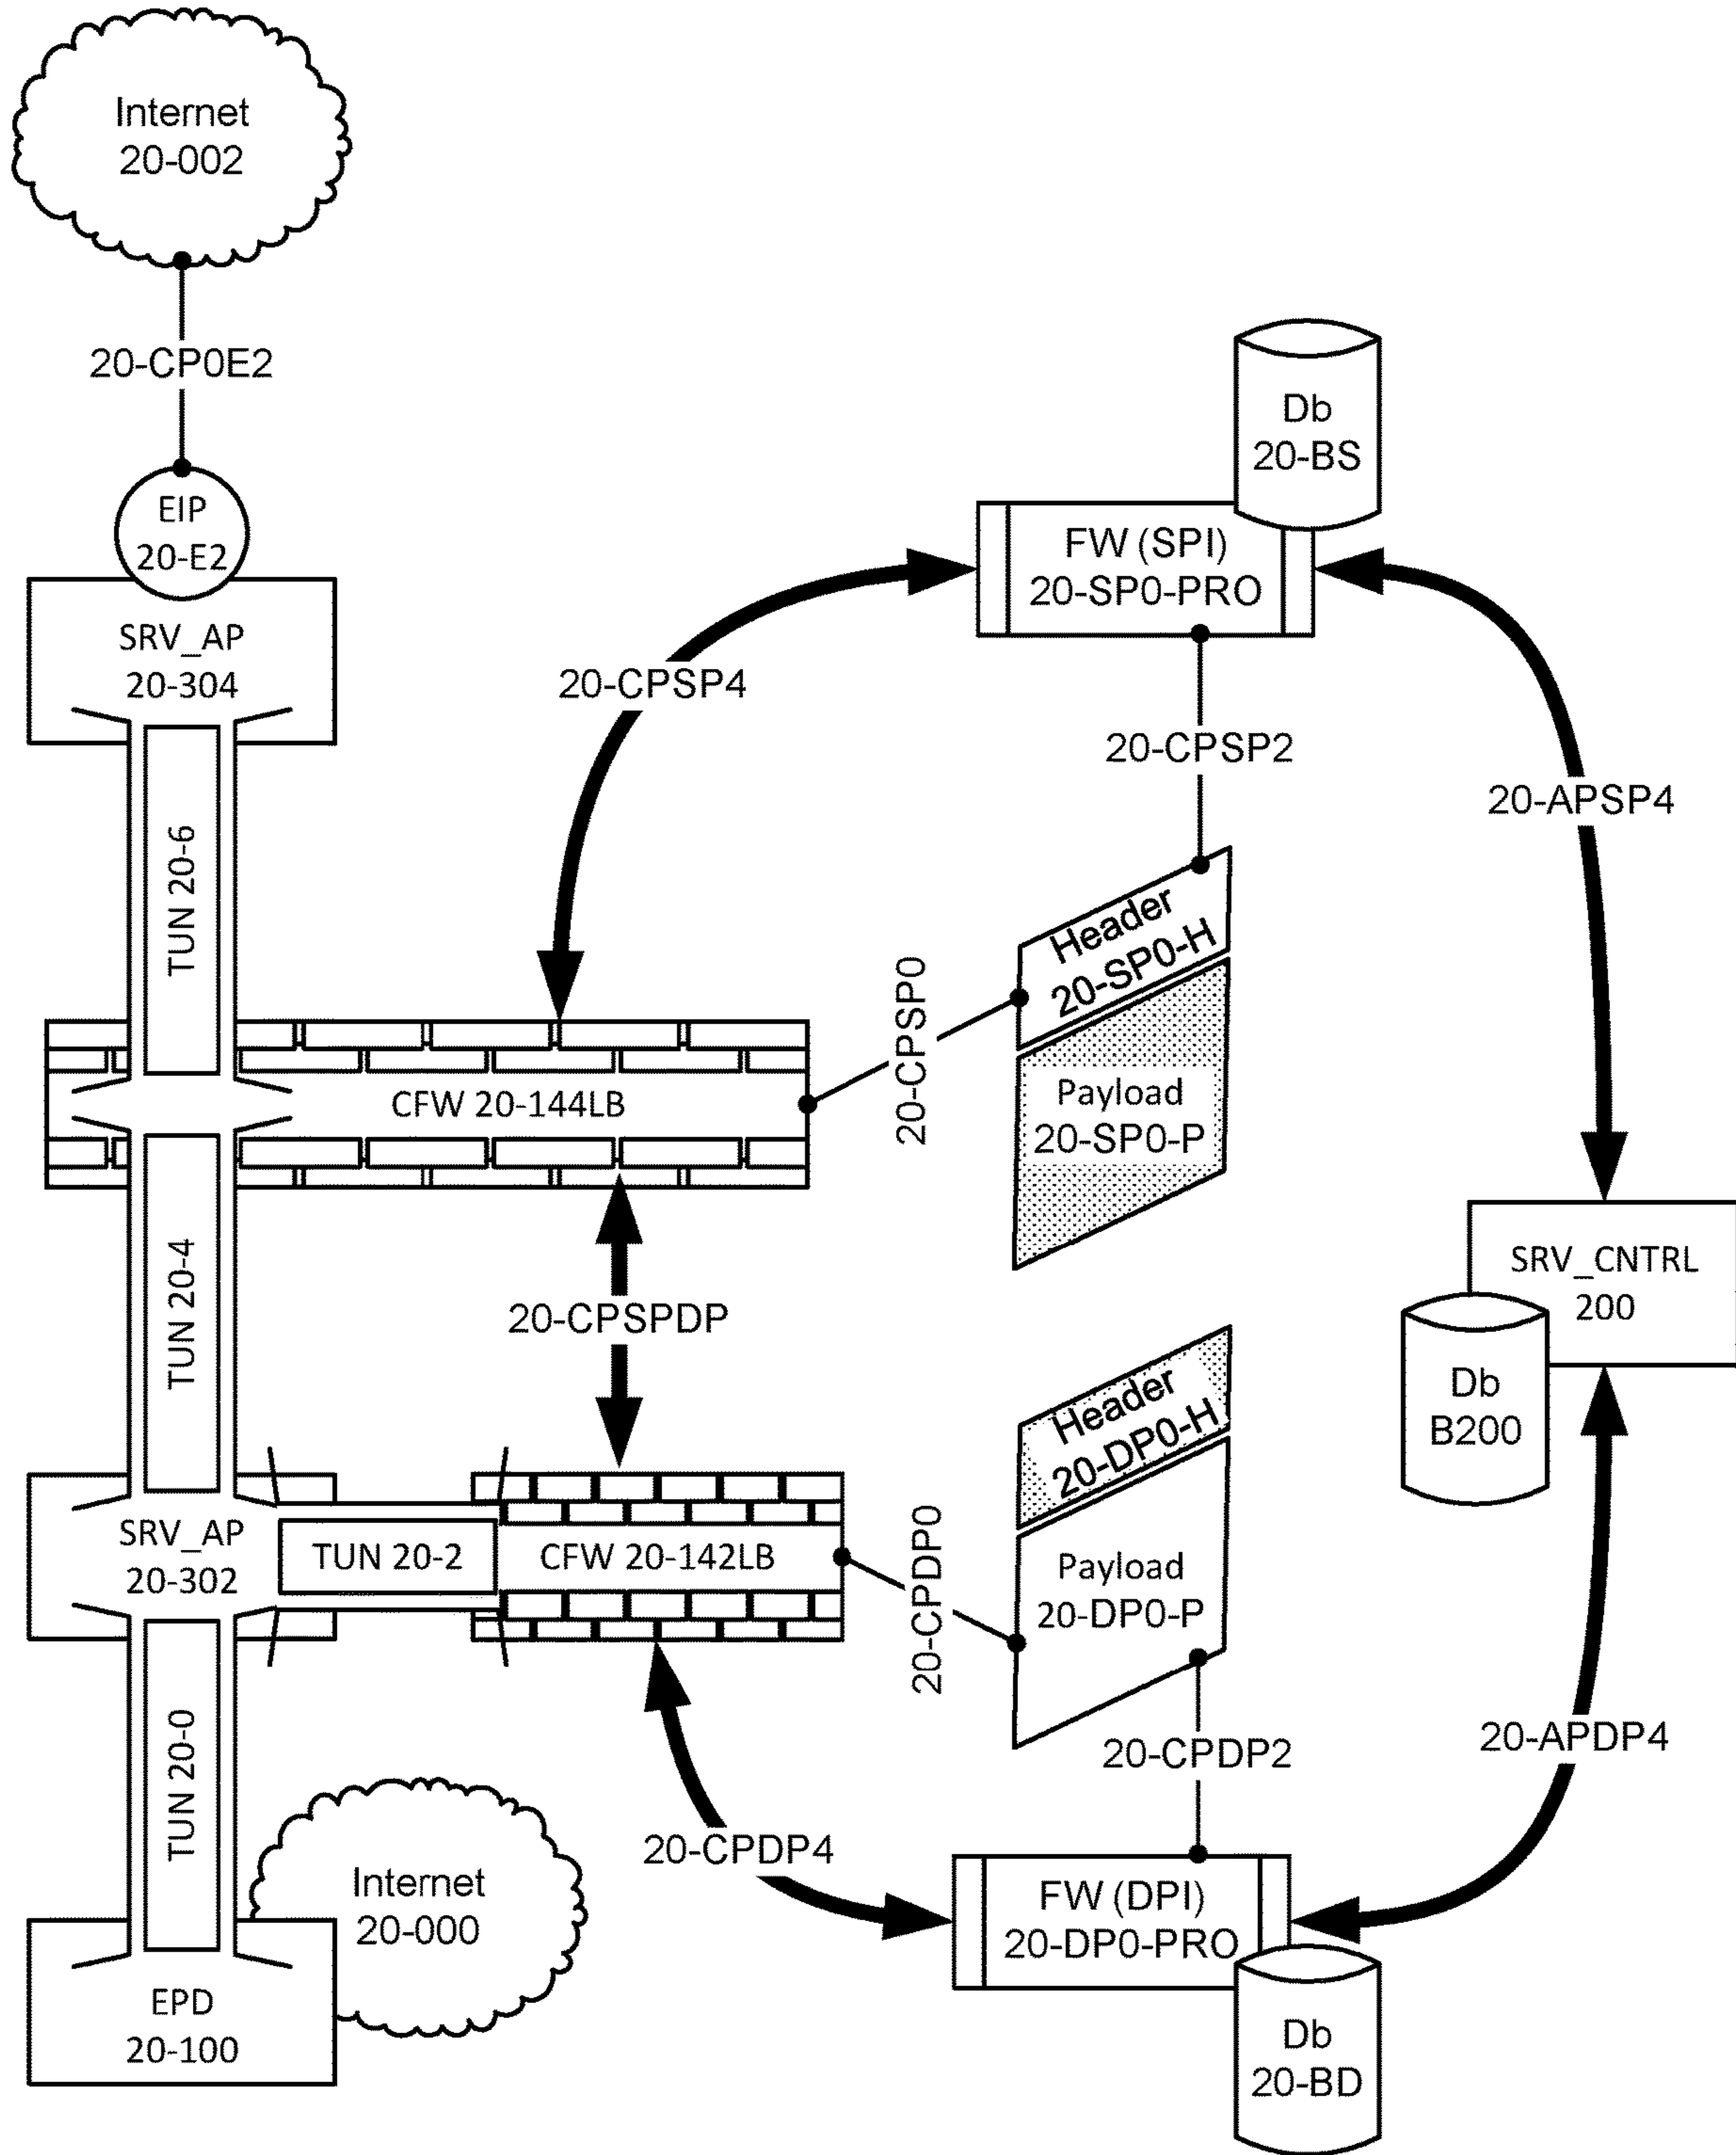 Internet
20-002
20-CP0E2
EIP
20-E2
SRV_AP
20-304
TUN 20-6
CFW 20-144LB
TUN 20-4
SRV_AP
20-302
TUN 20-2
CFW 20-142LB
TUN 20-0
Internet
20-000
EPD
20-100
Db
20-BS
FW (SPI)
20-SP0-PRO
20-CPSP4
20-CPSP2
20-APSP4
20-CPSP0
Header
20-SP0-H
Payload
20-SP0-P
20-CPSPDP
SRV_CNTRL
200
Db
B200
Header
20-DP0-H
Payload
20-DP0-P
20-CPDP0
20-CPDP2
20-APDP4
20-CPDP4
FW (DPI)
20-DP0-PRO
Db
20-BD